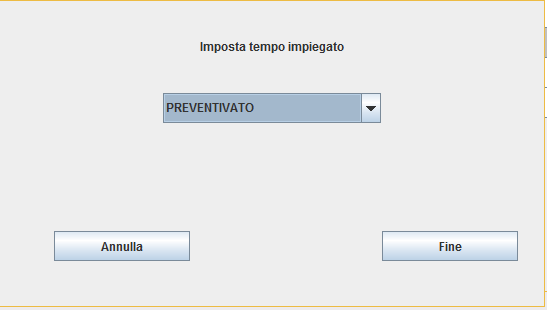 Imposta tempo impiegato
PREVENTIVATO
Annulla
Fine